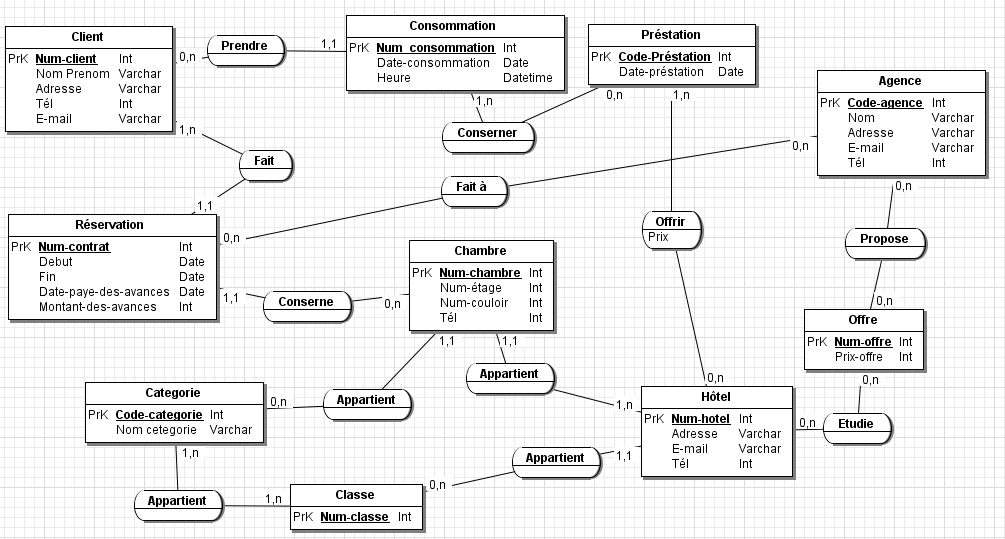 Client
PrK Num-client Int
Nom Prenom Varchar
Adresse Varchar
Tél Int
E-mail Varchar
0,n
Prendre
1,1
Consommation
PrK Num_consommation Int
Date-consommation Date
Heure Datetime
Préstation
PrK Code-Préstation Int
Date-préstation Date
Agence
PrK Code-agence Int
Nom Varchar
Adresse Varchar
E-mail Varchar
Tél Int
1,n
0,n
1,n
Conserner
1,n
Fait
0,n
Fait à
1,1
0,n
Réservation
PrK Num-contrat Int
Debut Date
Fin Date
Date-paye-des-avances Date
Montant-des-avances Int
0,n
Offrir
Prix
Propose
Chambre
PrK Num-chambre Int
Num-étage Int
Num-couloir Int
Tél Int
1,1
Conserne
0,n
0,n
Offre
PrK Num-offre Int
Prix-offre Int
1,1
1,1
Appartient
0,n
0,n
Categorie
PrK Code-categorie Int
Nom cetegorie Varchar
0,n
Appartient
1,n
Hôtel
PrK Num-hotel Int
Adresse Varchar
E-mail Varchar
Tél Int
0,n
Etudie
1,n
Appartient
1,1
0,n
Appartient
1,n
Classe
PrK Num-classe Int